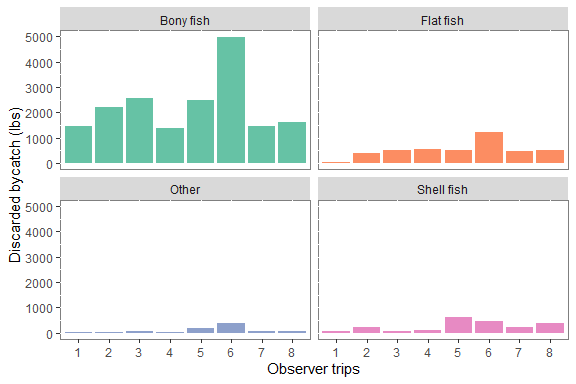 Bony fish
Flat fish
5000
4000
3000
2000
1000
0
Other
Shell fish
5000
4000
3000
2000
1000
0
1 2 3 4 5 6 7 8
1 2 3 4 5 6 7 8
Discarded bycatch (lbs)
Observer trips